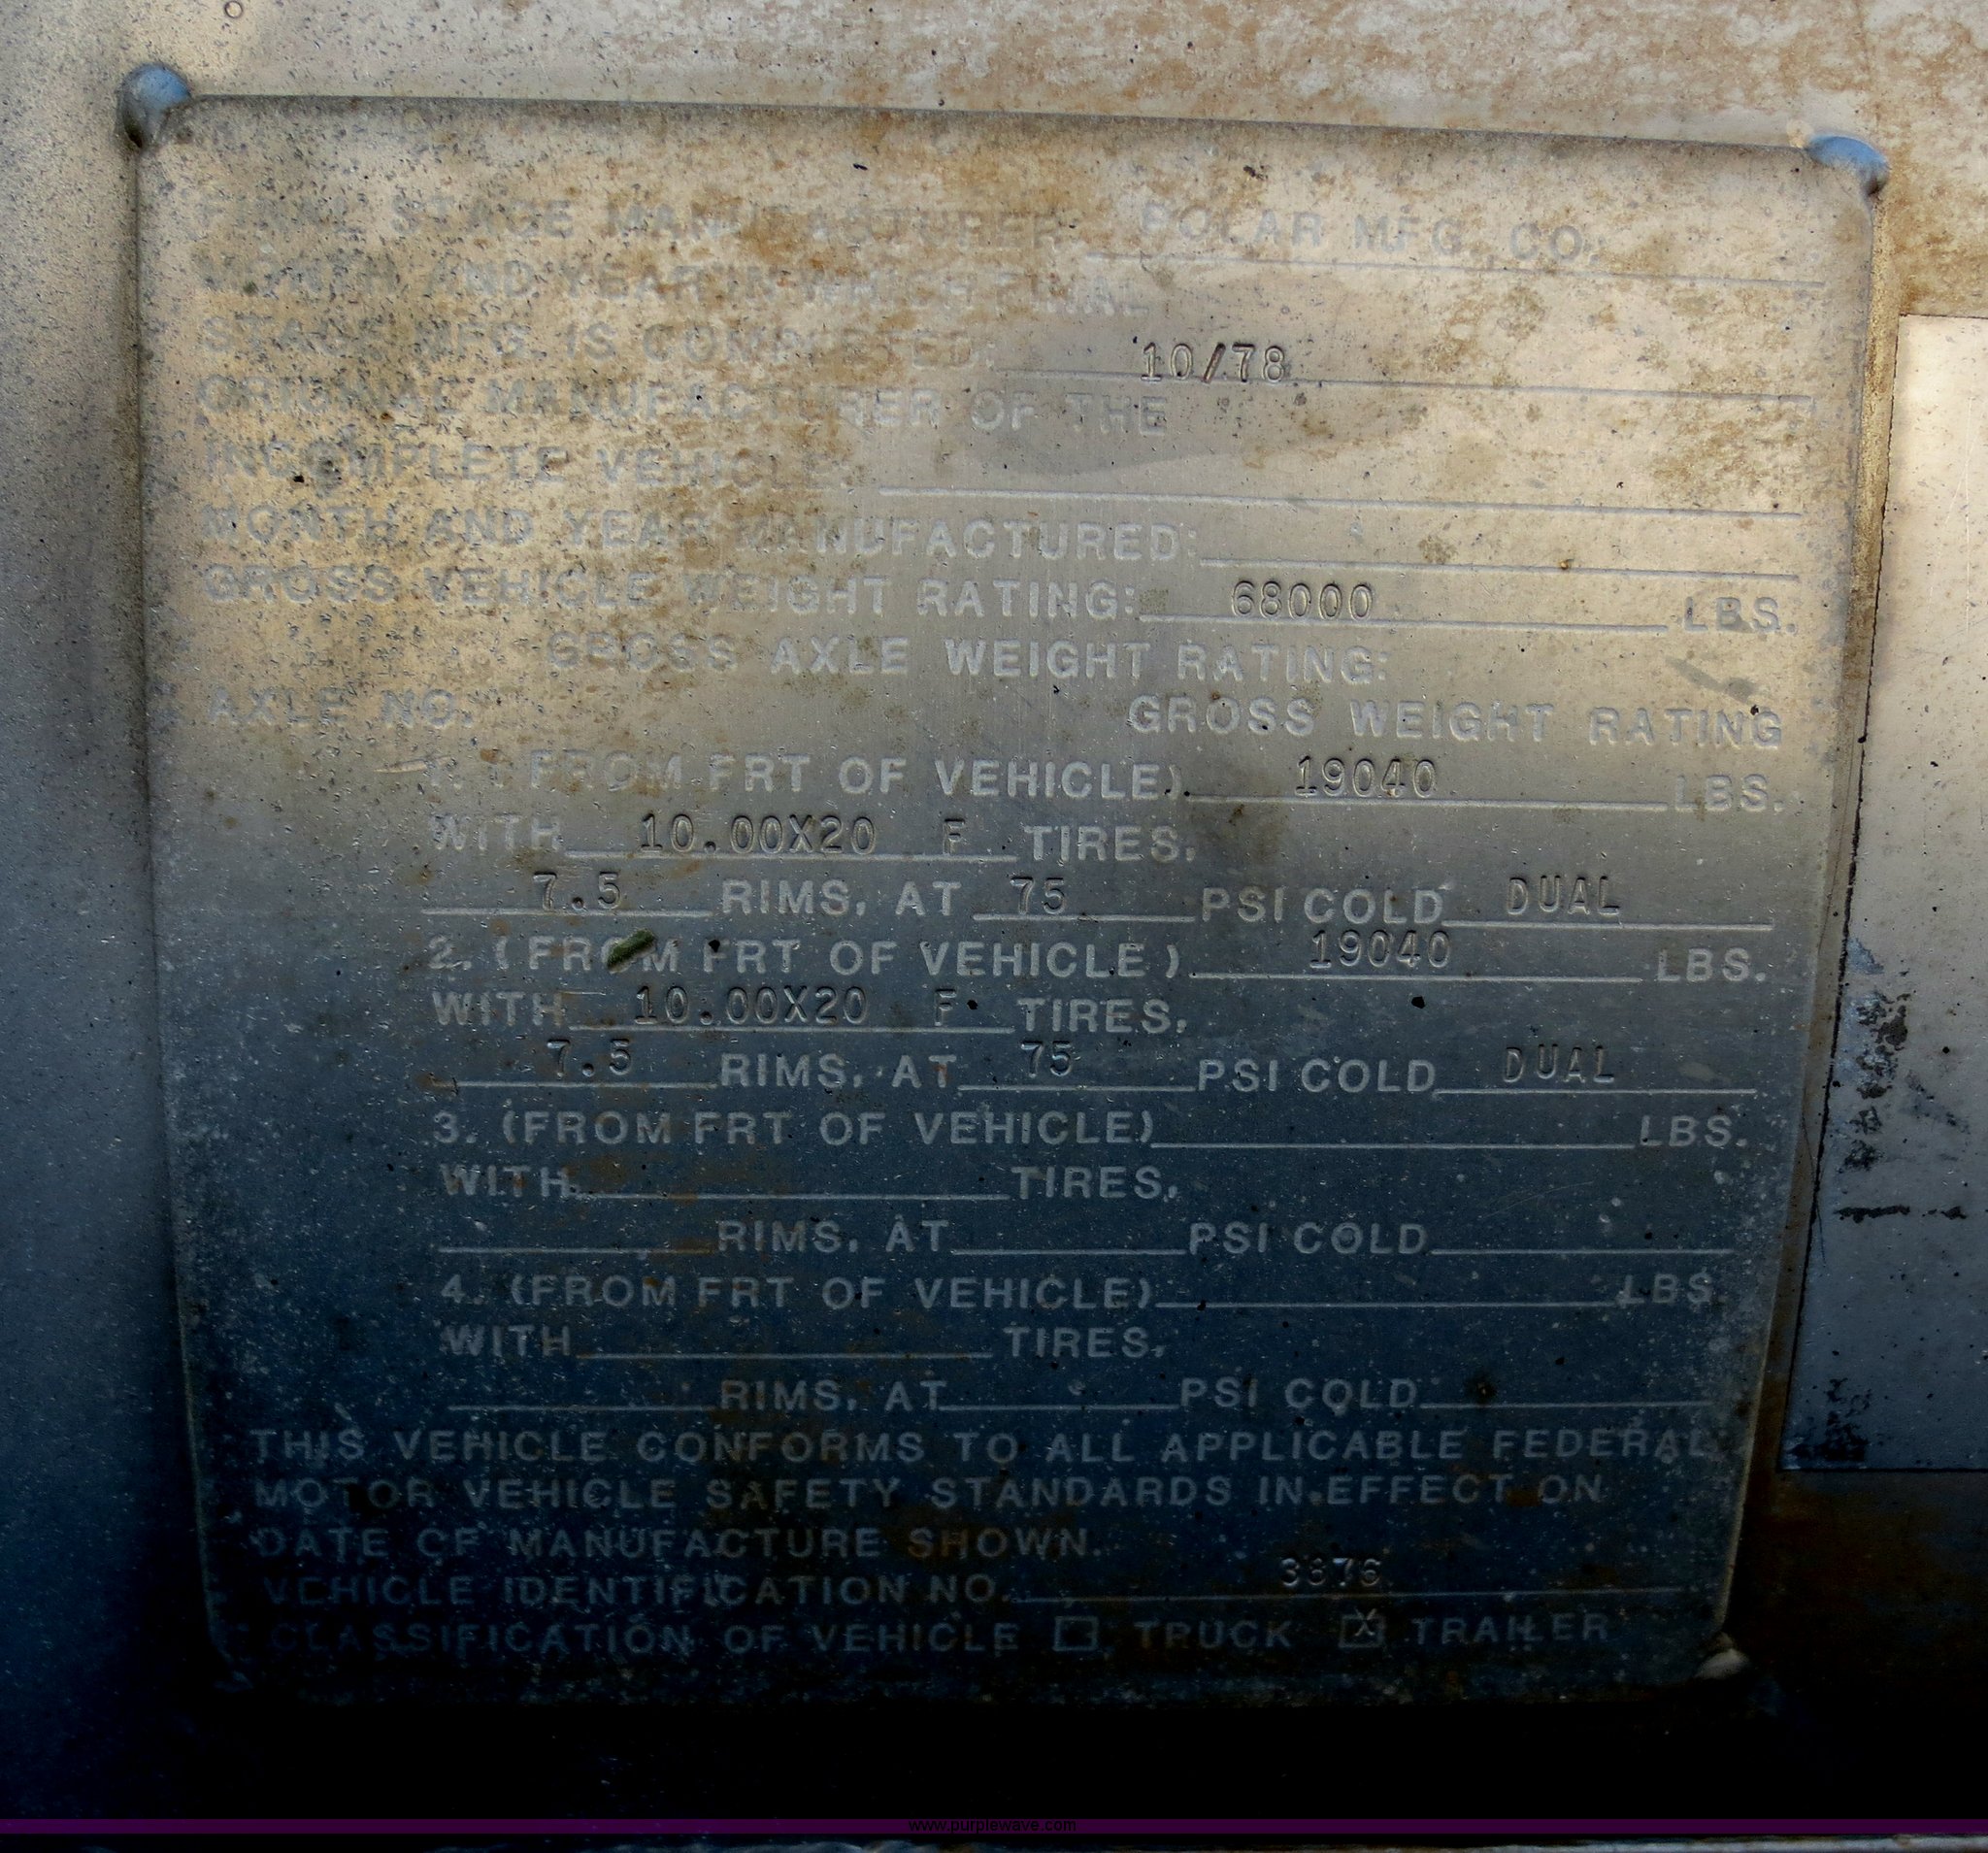 FINAL STAGE MANUFACTURER POLAR MFG. CO.
MONTH AND YEAR IN WHICH FINAL
STAGE MFG. IS COMPLETED: 10/78
ORIGINAL MANUFACTURER OF THE
INCOMPLETE VEHICLE
MONTH AND YEAR MANUFACTURED:
GROSS VEHICLE WEIGHT RATING: 68000 LBS.
GROSS AXLE WEIGHT RATING:
AXLE NO. GROSS WEIGHT RATING
1. (FROM FRT OF VEHICLE) 19040 LBS.
WITH 10.00X20 F TIRES,
7.5 RIMS, AT 75 PSI COLD DUAL
2. (FROM FRT OF VEHICLE) 19040 LBS.
WITH 10.00X20 F TIRES,
7.5 RIMS, AT 75 PSI COLD DUAL
3. (FROM FRT OF VEHICLE) LBS.
WITH TIRES,
RIMS, AT PSI COLD
4. (FROM FRT OF VEHICLE) LBS.
WITH TIRES,
RIMS, AT PSI COLD
THIS VEHICLE CONFORMS TO ALL APPLICABLE FEDERAL
MOTOR VEHICLE SAFETY STANDARDS IN EFFECT ON
DATE OF MANUFACTURE SHOWN.
VEHICLE IDENTIFICATION NO.
CLASSIFICATION OF VEHICLE TRUCK X TRAILER
www.purplewave.com